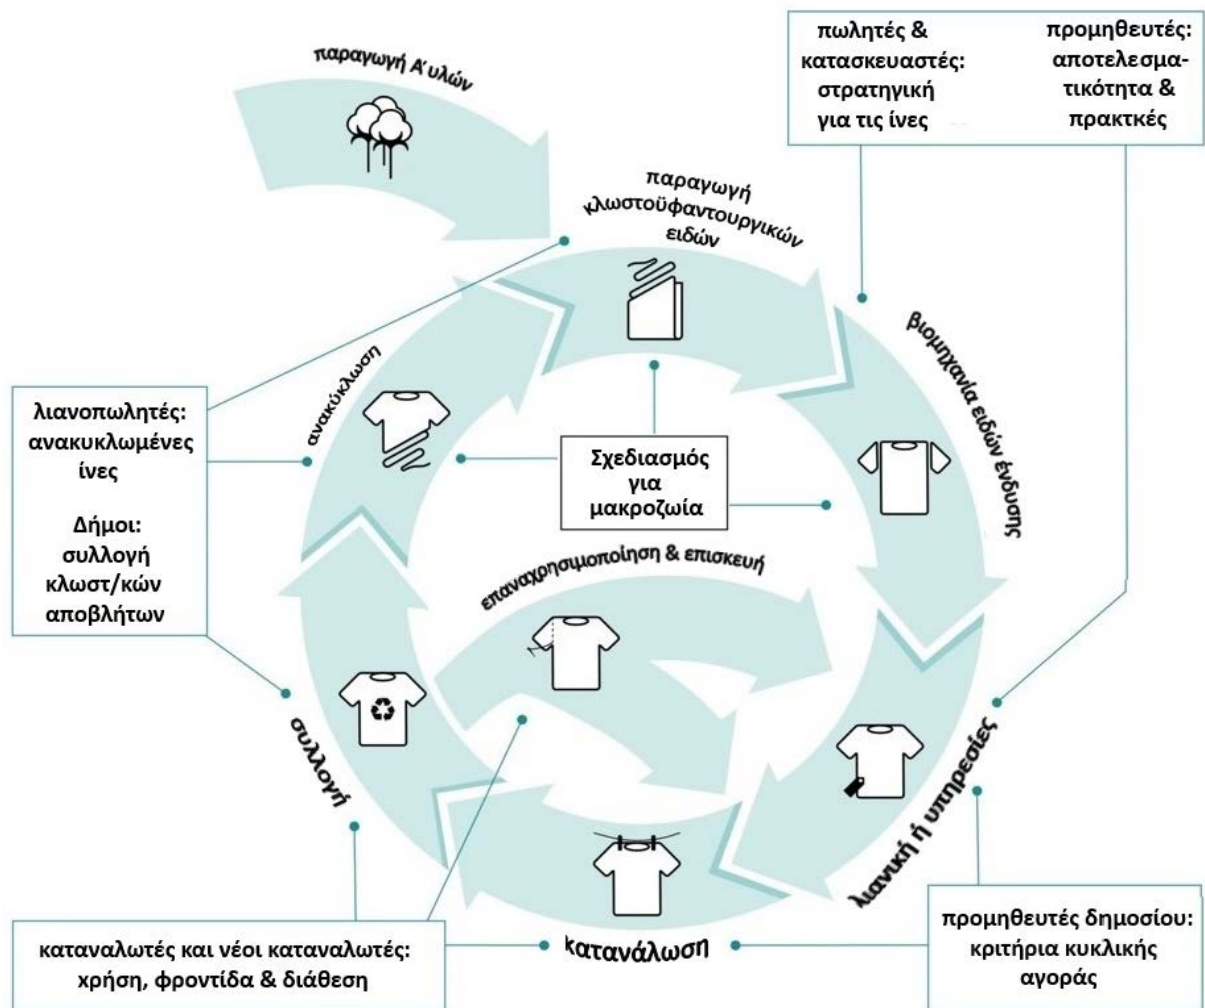 παραγωγή Α' υλών
πωλητές &
κατασκευαστές:
στρατηγική
για τις ίνες
προμηθευτές:
αποτελεσμα-
τικότητα &
πρακτκές
παραγωγή
κλωστοϋφαντουργικών
ειδών
βιομηχανία ειδών ένδυσης
ανακύκλωση
λιανοπωλητές:
ανακυκλωμένες
ίνες
Δήμοι:
συλλογή
κλωστ/κών
αποβλήτων
Σχεδιασμός
για
μακροζωία
επαναχρησιμοποίηση & επισκευή
συλλογή
λιανική ή υπηρεσίες
κατανάλωση
καταναλωτές και νέοι καταναλωτές:
χρήση, φροντίδα & διάθεση
προμηθευτές δημοσίου:
κριτήρια κυκλικής
αγοράς